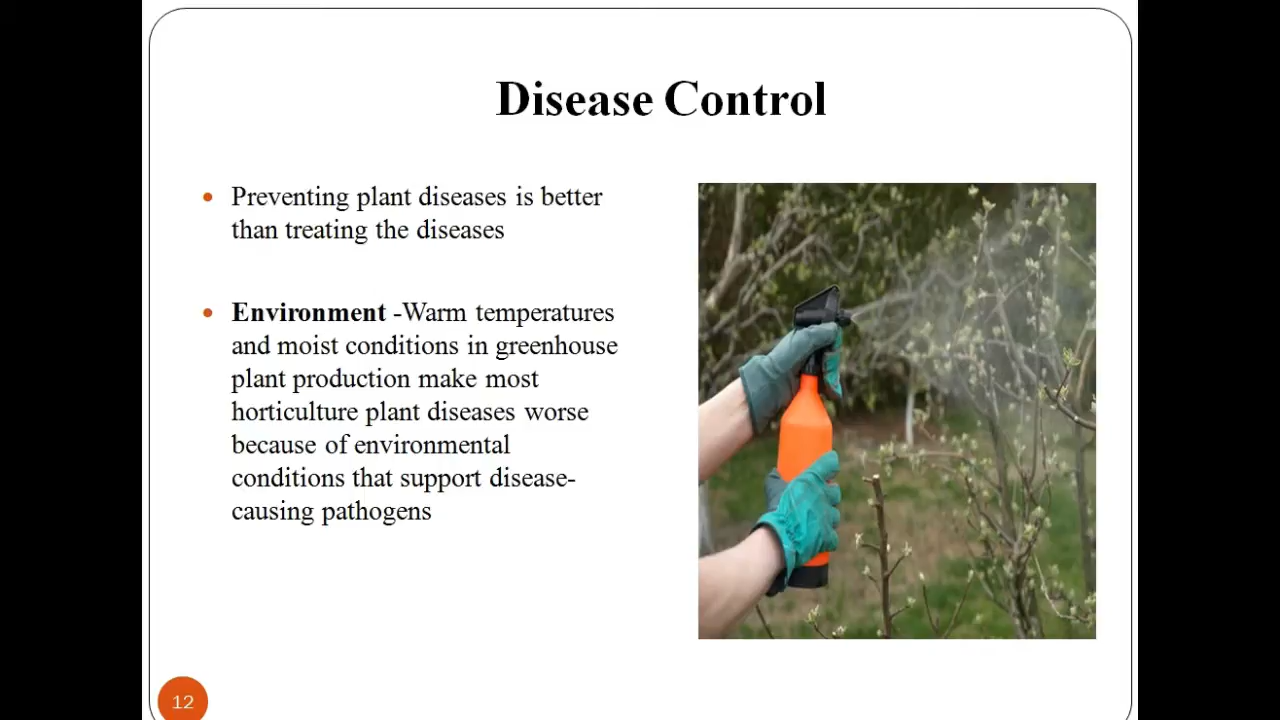 Disease Control
Preventing plant diseases is better
than treating the diseases
Environment -Warm temperatures
and moist conditions in greenhouse
plant production make most
horticulture plant diseases worse
because of environmental
conditions that support disease-
causing pathogens
12